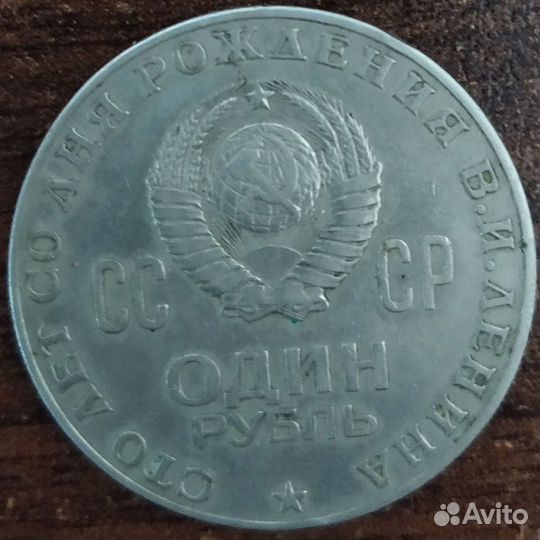 СТО ЛЕТ СО ДНЯ РОЖДЕНИЯ В.И.ЛЕНИНА
СС СР
ОДИН
РУБЛЬ
Avito